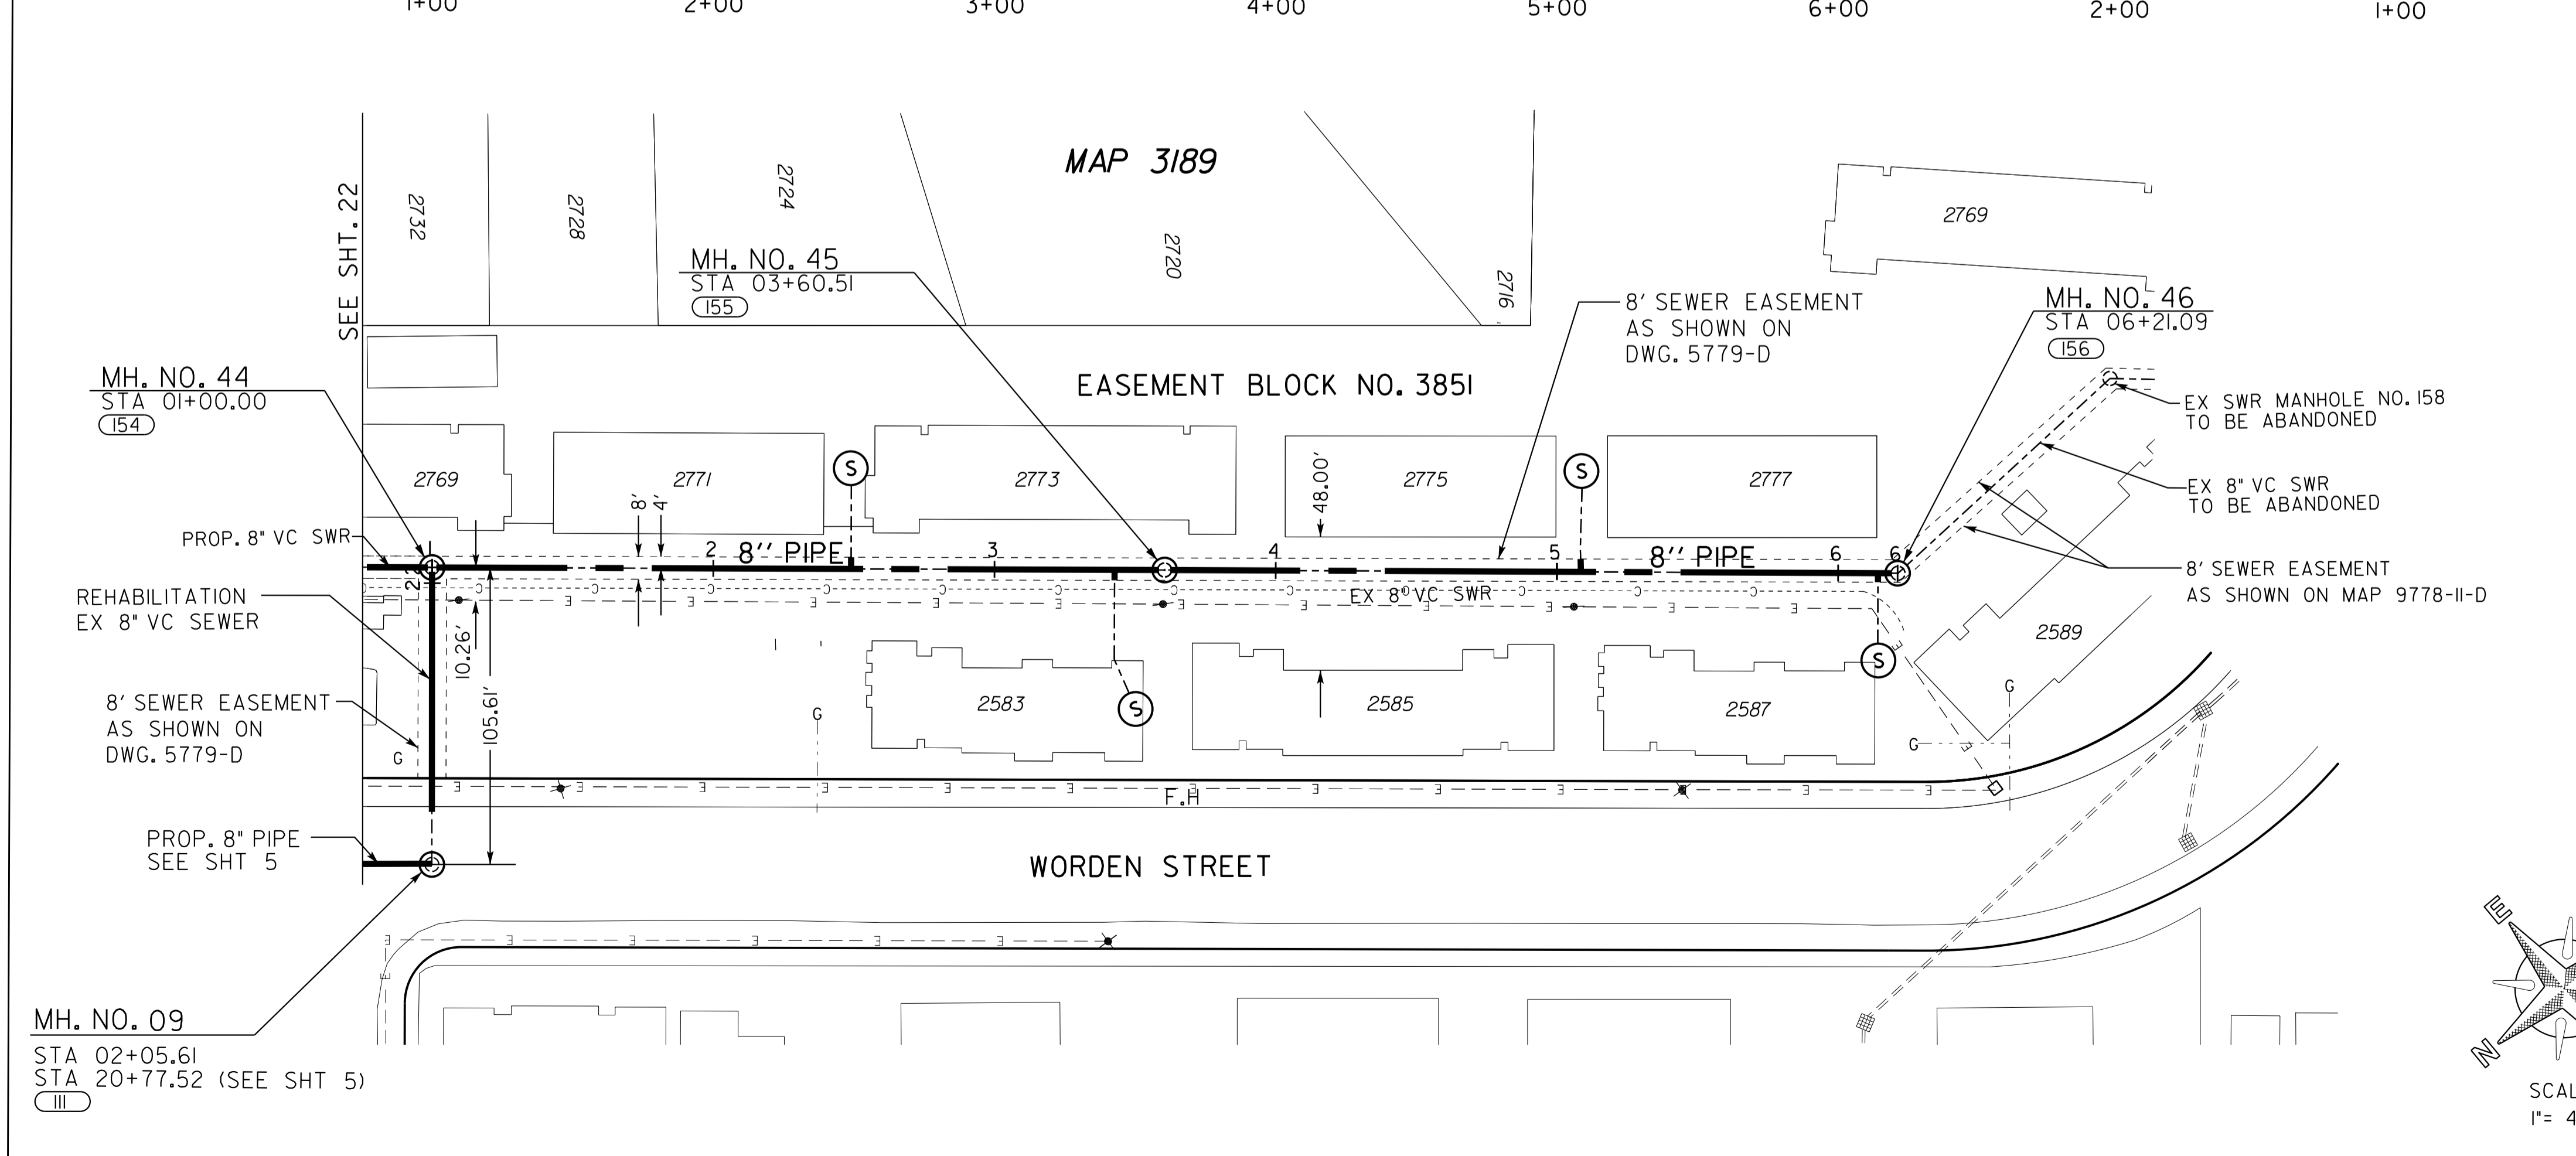 1+00
2+00
3+00
4+00
5+00
6+00
2+00
1+00
SEE SHT. 22
2732
2728
2724
MAP 3189
2720
2716
2769
MH. NO. 45
STA 03+60.51
155
8' SEWER EASEMENT
AS SHOWN ON
DWG. 5779-D
MH. NO. 46
STA 06+21.09
156
MH. NO. 44
STA 01+00.00
154
EASEMENT BLOCK NO. 3851
EX SWR MANHOLE NO. 158
TO BE ABANDONED
2769
2771
S
2773
48.00'
2775
S
2777
EX 8" VC SWR
TO BE ABANDONED
8'
4'
PROP. 8" VC SWR
2
8'' PIPE
3
4
5
8'' PIPE
6
6
8' SEWER EASEMENT
AS SHOWN ON MAP 9778-11-D
REHABILITATION
EX 8" VC SEWER
EX 8" VC SWR
10.26'
105.61'
2589
8' SEWER EASEMENT
AS SHOWN ON
DWG. 5779-D
G
G
2583
S
2585
2587
S
G
G
F.H
PROP. 8" PIPE
SEE SHT 5
WORDEN STREET
E
N
MH. NO. 09
STA 02+05.61
STA 20+77.52 (SEE SHT 5)
111
SCAL
1"= 4